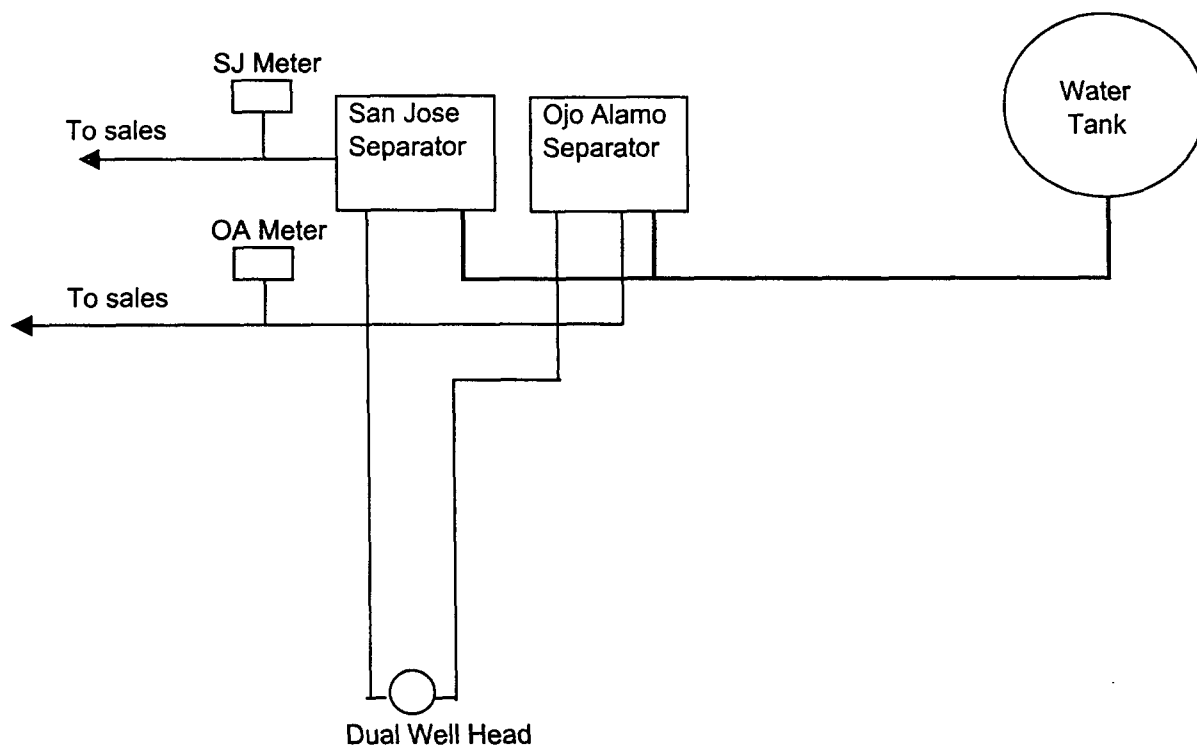 SJ Meter
To sales
San Jose
Separator
Ojo Alamo
Separator
Water
Tank
OA Meter
To sales
Dual Well Head